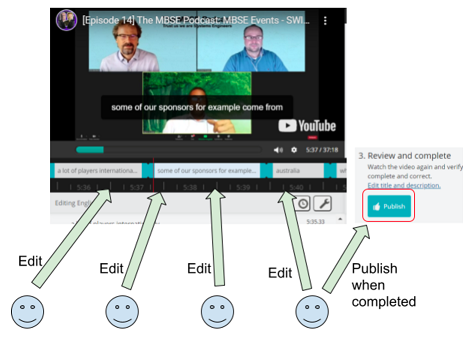 [Episode 14] The MBSE Podcast: MBSE Events - SWI...
some of our sponsors for example come from
YouTube
5:37 / 37:18
a lot of players internationa...
some of our sponsors for example...
australia
5:36
5:37
5:38
5:39
5:40
Editing Engli
5:35.33
3. Review and complete
Watch the video again and verify
complete and correct.
Edit title and description.
Publish
Edit
Edit
Edit
Edit
Publish
when
completed